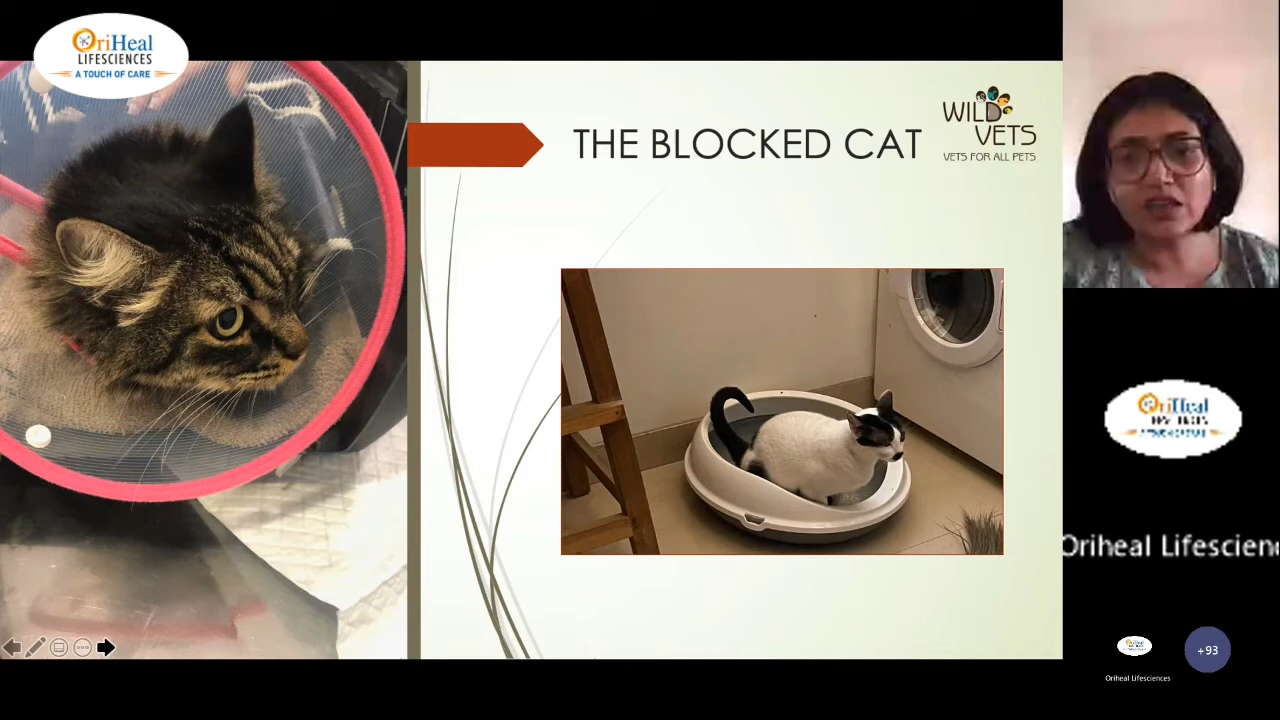 OriHeal
LIFESCIENCES
A TOUCH OF CARE
THE BLOCKED CAT
WILD
VETS
VETS FOR ALL PETS
OriHeal
Oriheal Lifescien
+93
Oriheal Lifesciences